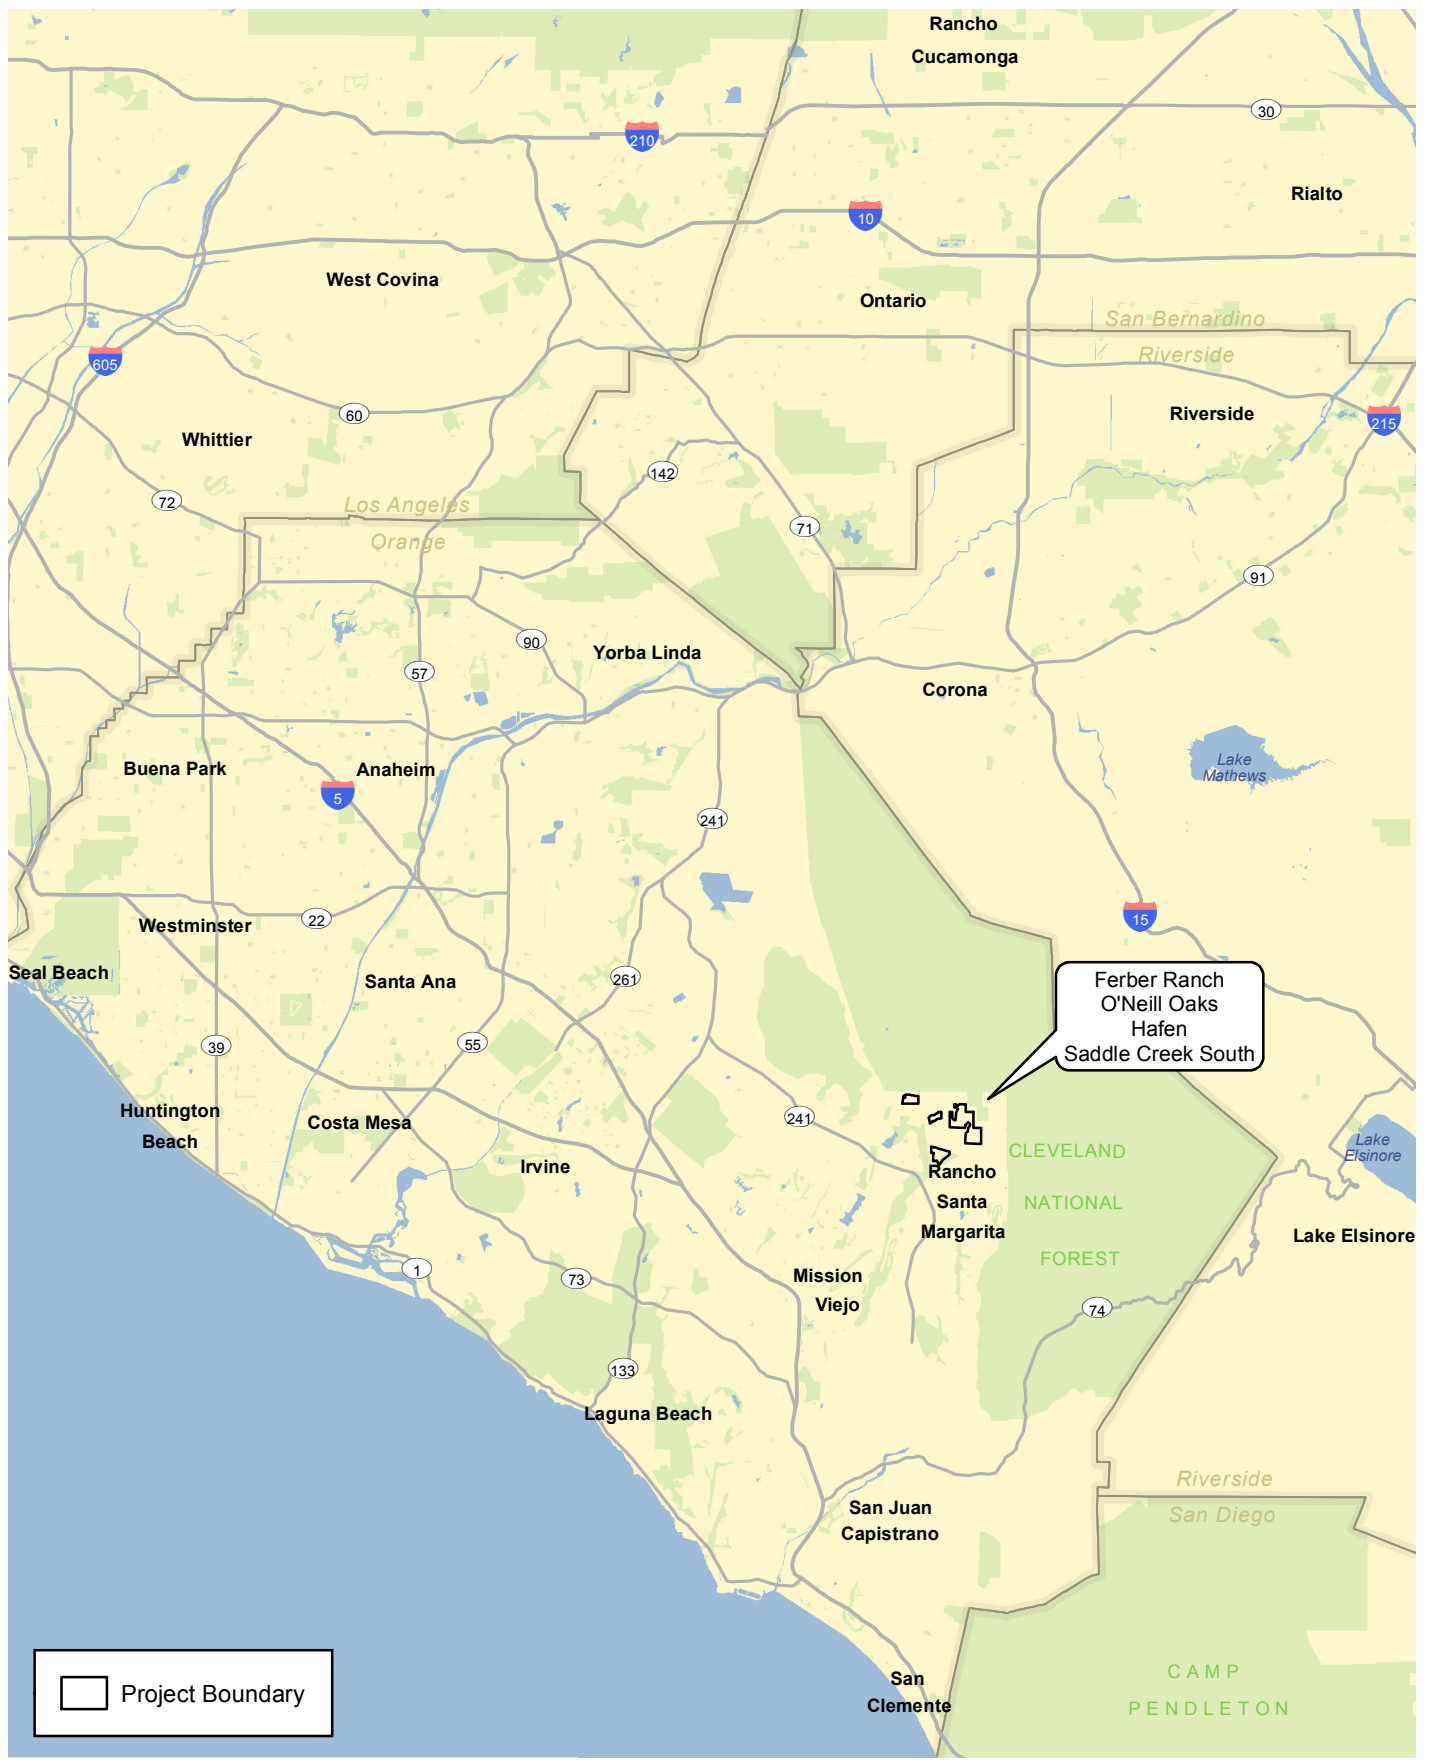 Rancho
Cucamonga
30
210
Rialto
10
West Covina
Ontario
San Bernardino
Riverside
605
60
Riverside
215
Whittier
142
72
Los Angeles
Orange
71
91
90
Yorba Linda
57
Corona
Buena Park
Anaheim
Lake
Mathews
5
241
22
15
Westminster
Seal Beach
Santa Ana
261
Ferber Ranch
O'Neill Oaks
Hafen
Saddle Creek South
39
55
Huntington
Beach
Costa Mesa
241
Irvine
CLEVELAND
NATIONAL
FOREST
Lake
Elsinore
Rancho
Santa
Margarita
Lake Elsinore
1
73
Mission
Viejo
74
133
Laguna Beach
Riverside
San Diego
San Juan
Capistrano
San
Clemente
CAMP
PENDLETON
Project Boundary